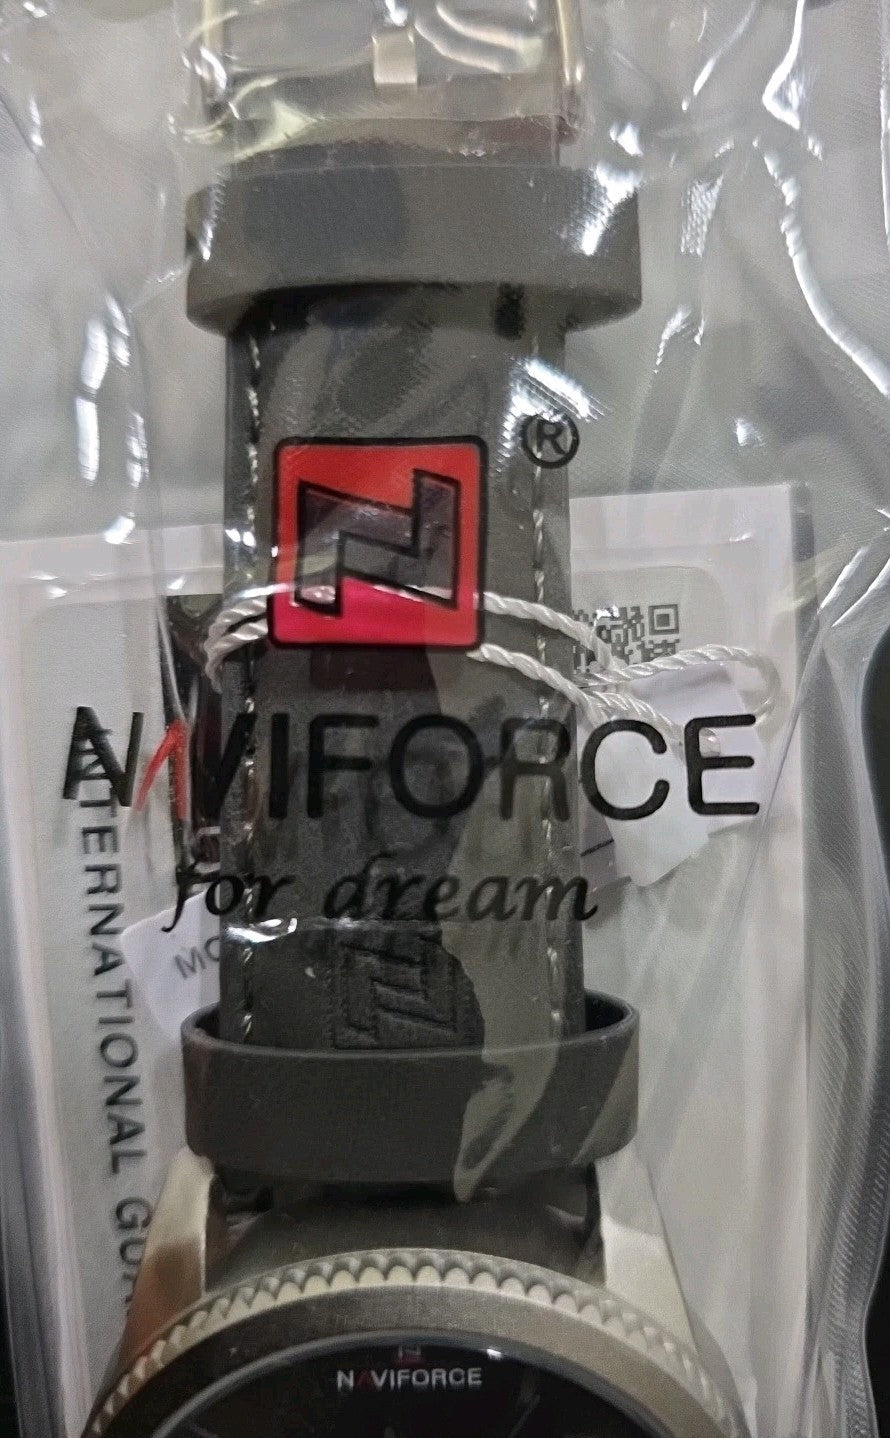 ®
NAVIFORCE
for dream
INTERNATIONAL
NAVIFORCE